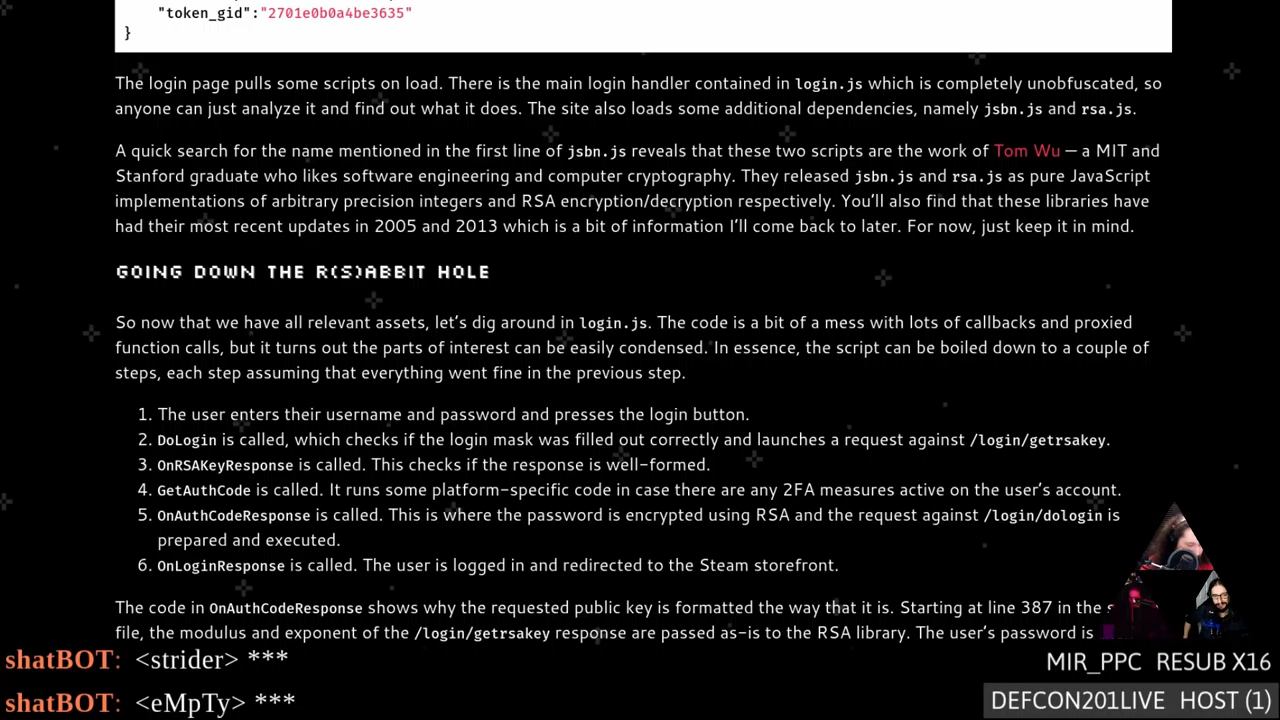 "token_gid":"2701e0b0a4be3635"
}
The login page pulls some scripts on load. There is the main login handler contained in login.js which is completely unobfuscated, so
anyone can just analyze it and find out what it does. The site also loads some additional dependencies, namely jsbn.js and rsa.js.
A quick search for the name mentioned in the first line of jsbn.js reveals that these two scripts are the work of Tom Wu — a MIT and
Stanford graduate who likes software engineering and computer cryptography. They released jsbn.js and rsa.js as pure JavaScript
implementations of arbitrary precision integers and RSA encryption/decryption respectively. You'll also find that these libraries have
had their most recent updates in 2005 and 2013 which is a bit of information I'll come back to later. For now, just keep it in mind.
GOING DOWN THE R(S)ABBIT HOLE
So now that we have all relevant assets, let's dig around in login.js. The code is a bit of a mess with lots of callbacks and proxied
function calls, but it turns out the parts of interest can be easily condensed. In essence, the script can be boiled down to a couple of
steps, each step assuming that everything went fine in the previous step.
1. The user enters their username and password and presses the login button.
2. DoLogin is called, which checks if the login mask was filled out correctly and launches a request against /login/getrsakey.
3. OnRSAKeyResponse is called. This checks if the response is well-formed.
4. GetAuthCode is called. It runs some platform-specific code in case there are any 2FA measures active on the user's account.
5. OnAuthCodeResponse is called. This is where the password is encrypted using RSA and the request against /login/dologin is
prepared and executed.
6. OnLoginResponse is called. The user is logged in and redirected to the Steam storefront.
The code in OnAuthCodeResponse shows why the requested public key is formatted the way that it is. Starting at line 387 in the
file, the modulus and exponent of the /login/getrsakey response are passed as-is to the RSA library. The user's password is
shatBOT: <strider> ***
shatBOT: <eMpTy> ***
MIR_PPC RESUB X16
DEFCON201LIVE HOST (1)